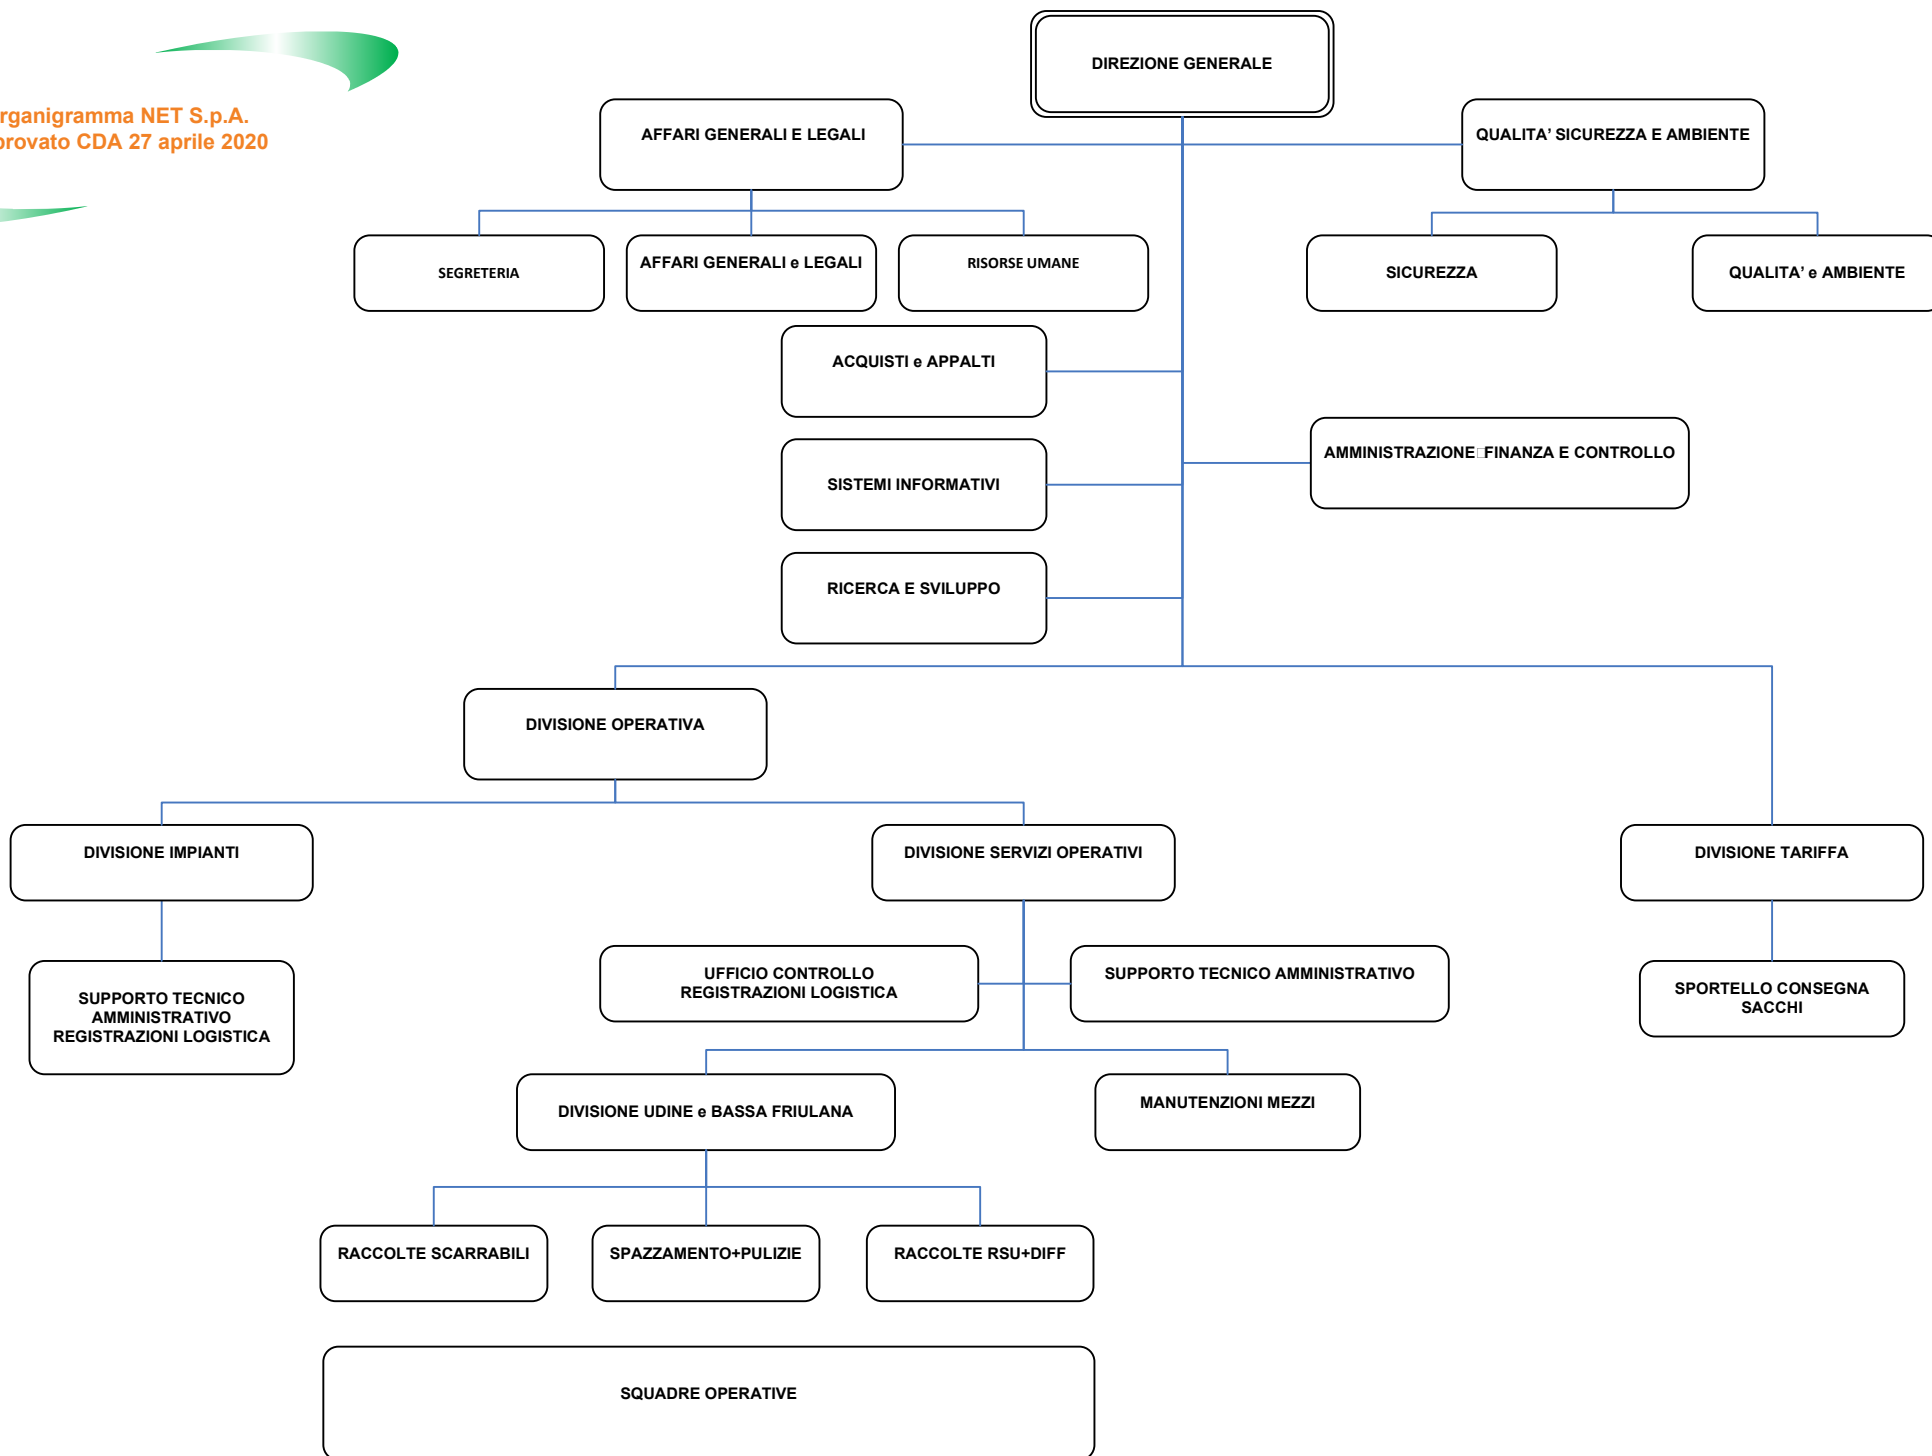 DIREZIONE GENERALE
rganigramma NET S.p.A.
provato CDA 27 aprile 2020
AFFARI GENERALI E LEGALI
QUALITA’ SICUREZZA E AMBIENTE
SEGRETERIA
AFFARI GENERALI e LEGALI
RISORSE UMANE
SICUREZZA
QUALITA’ e AMBIENTE
ACQUISTI e APPALTI
AMMINISTRAZIONE□FINANZA E CONTROLLO
SISTEMI INFORMATIVI
RICERCA E SVILUPPO
DIVISIONE OPERATIVA
DIVISIONE IMPIANTI
DIVISIONE SERVIZI OPERATIVI
DIVISIONE TARIFFA
SUPPORTO TECNICO
AMMINISTRATIVO
REGISTRAZIONI LOGISTICA
UFFICIO CONTROLLO
REGISTRAZIONI LOGISTICA
SUPPORTO TECNICO AMMINISTRATIVO
SPORTELLO CONSEGNA
SACCHI
DIVISIONE UDINE e BASSA FRIULANA
MANUTENZIONI MEZZI
RACCOLTE SCARRABILI
SPAZZAMENTO+PULIZIE
RACCOLTE RSU+DIFF
SQUADRE OPERATIVE